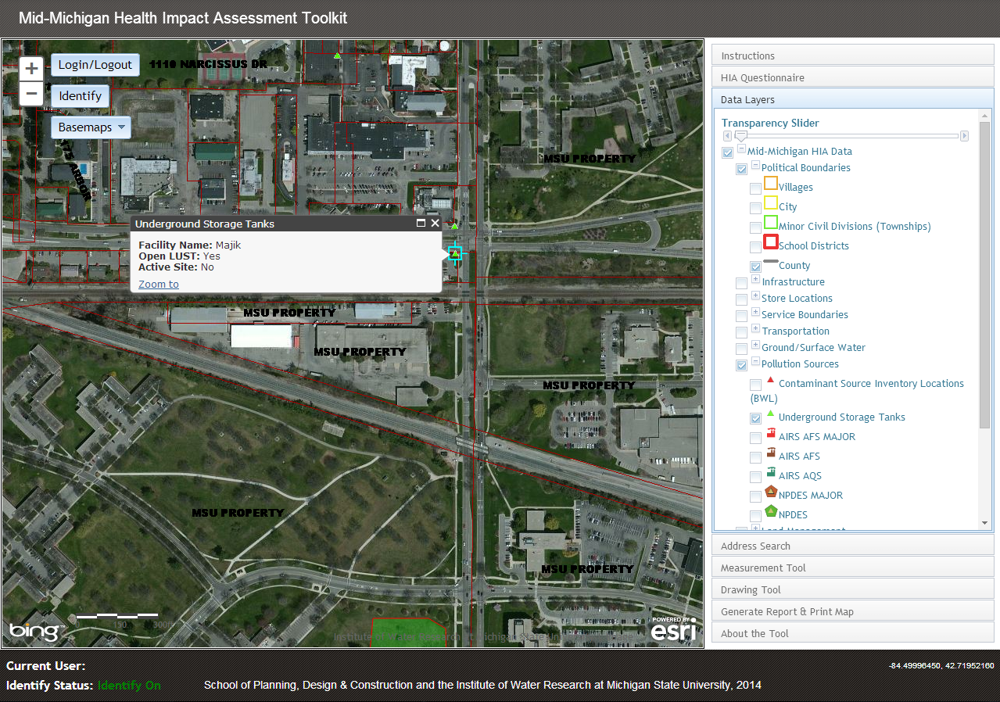 Mid-Michigan Health Impact Assessment Toolkit
+
−
Login/Logout
Identify
Basemaps
1110 NARCISSUS DR
MSU PROPERTY
Underground Storage Tanks
Facility Name: Majik
Open LUST: Yes
Active Site: No
Zoom to
MSU PROPERTY
MSU PROPERTY
MSU PROPERTY
MSU PROPERTY
MSU PROPERTY
150
300ft
bing™
POWERED BY
esri
Instructions
HIA Questionnaire
Data Layers
Transparency Slider
Mid-Michigan HIA Data
Political Boundaries
Villages
City
Minor Civil Divisions (Townships)
School Districts
County
Infrastructure
Store Locations
Service Boundaries
Transportation
Ground/Surface Water
Pollution Sources
Contaminant Source Inventory Locations
(BWL)
Underground Storage Tanks
AIRS AFS MAJOR
AIRS AFS
AIRS AQS
NPDES MAJOR
NPDES
Land Management
Address Search
Measurement Tool
Drawing Tool
Generate Report & Print Map
About the Tool
Current User:
Identify Status: Identify On
School of Planning, Design & Construction and the Institute of Water Research at Michigan State University, 2014
-84.49996450, 42.71952160